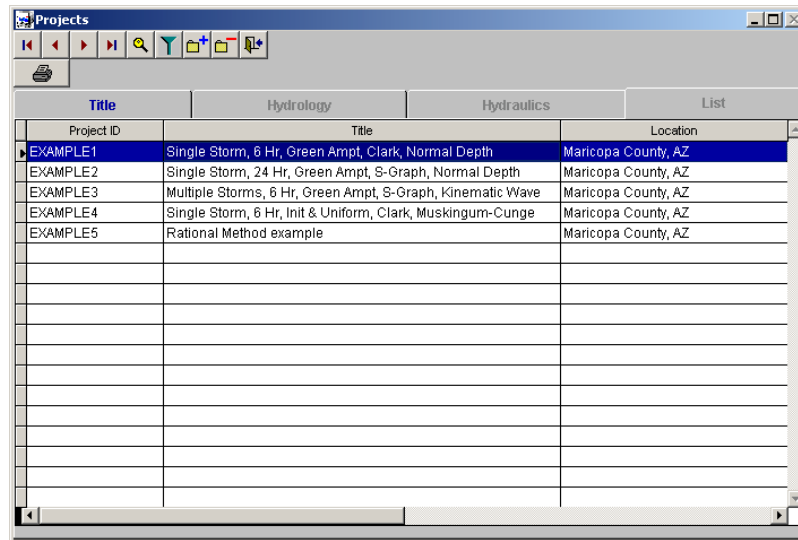 Projects
Title Hydrology Hydraulics List
Project ID Title Location
EXAMPLE1 Single Storm, 6 Hr, Green Ampt, Clark, Normal Depth Maricopa County, AZ
EXAMPLE2 Single Storm, 24 Hr, Green Ampt, S-Graph, Normal Depth Maricopa County, AZ
EXAMPLE3 Multiple Storms, 6 Hr, Green Ampt, S-Graph, Kinematic Wave Maricopa County, AZ
EXAMPLE4 Single Storm, 6 Hr, Init & Uniform, Clark, Muskingum-Cunge Maricopa County, AZ
EXAMPLE5 Rational Method example Maricopa County, AZ